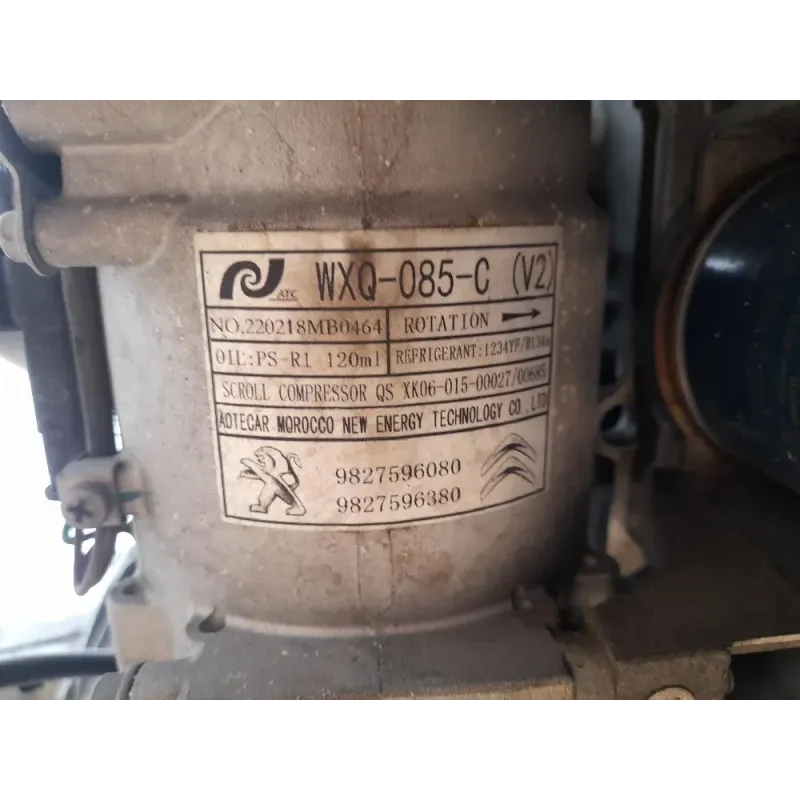 ATC WXQ-085-C (V2)
NO.220218MB0464 ROTATION
OIL:PS-R1 120ml REFRIGERANT:1234YF/R134a
SCROLL COMPRESSOR QS XK06-015-00027/00685
AOTECAR MOROCCO NEW ENERGY TECHNOLOGY CO., LTD
9827596080
9827596380